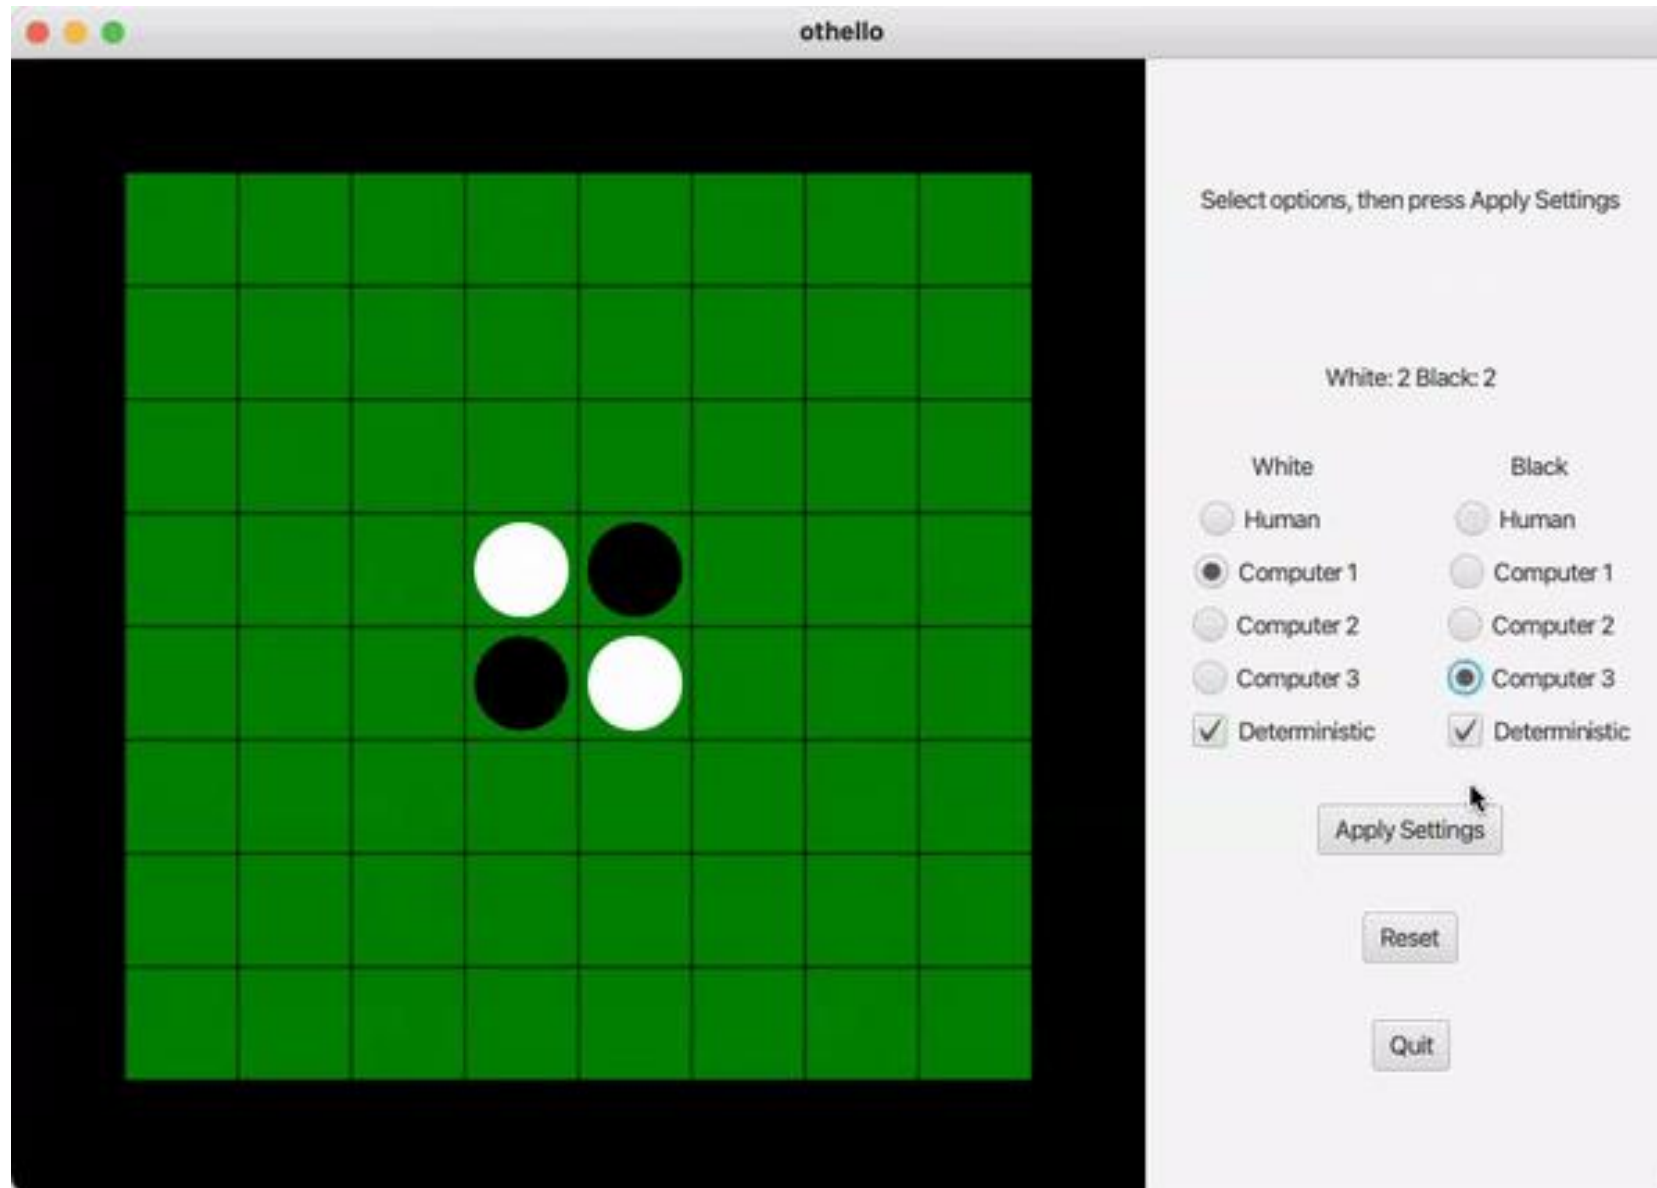 othello
Select options, then press Apply Settings
White: 2 Black: 2
White Black
Human Human
Computer 1 Computer 1
Computer 2 Computer 2
Computer 3 Computer 3
Deterministic Deterministic
Apply Settings
Reset
Quit